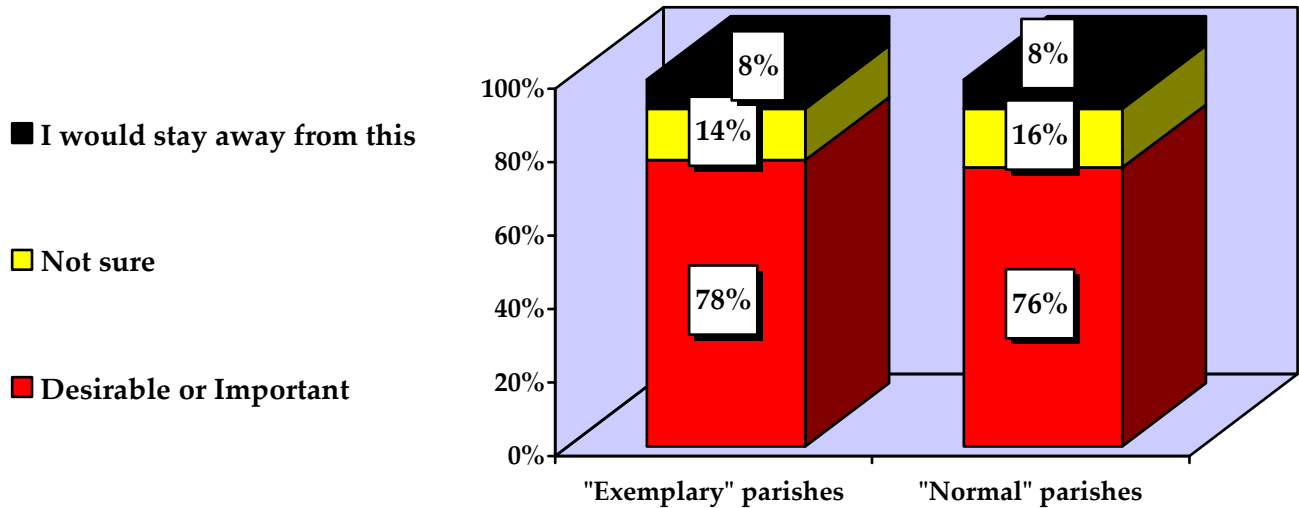 I would stay away from this
Not sure
Desirable or Important
100%
80%
60%
40%
20%
0%
8%
14%
78%
8%
16%
76%
"Exemplary" parishes
"Normal" parishes